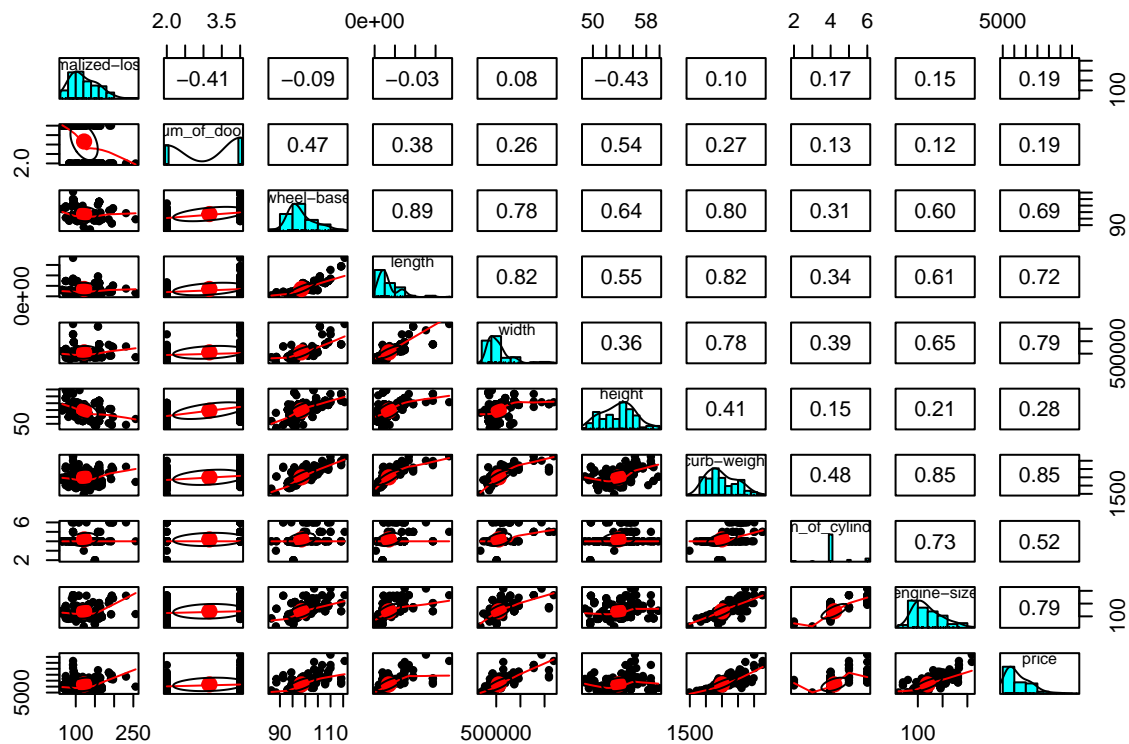 2.0 3.5 0e+00 50 58 2 4 6 5000
malized-los −0.41 −0.09 −0.03 0.08 −0.43 0.10 0.17 0.15 0.19 100
2.0 um_of_doo 0.47 0.38 0.26 0.54 0.27 0.13 0.12 0.19
wheel-base 0.89 0.78 0.64 0.80 0.31 0.60 0.69 90
0e+00 length 0.82 0.55 0.82 0.34 0.61 0.72
width 0.36 0.78 0.39 0.65 0.79 500000
50 height 0.41 0.15 0.21 0.28
curb-weigh 0.48 0.85 0.85 1500
2 6 n_of_cylind 0.73 0.52
engine-size 0.79 100
5000 price
100 250 90 110 500000 1500 100